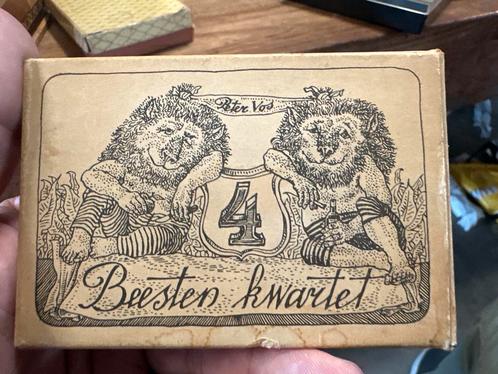 Peter Vos
4
Beesten kwartet